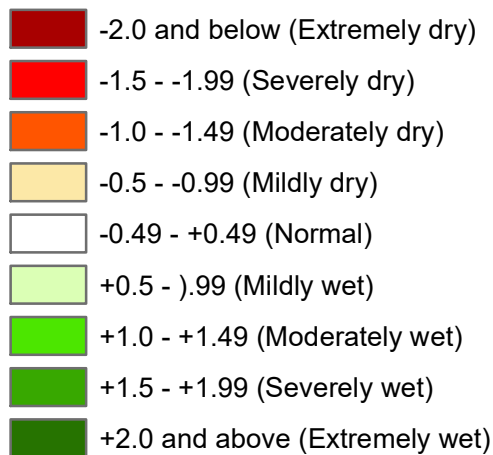 -2.0 and below (Extremely dry)
-1.5 - -1.99 (Severely dry)
-1.0 - -1.49 (Moderately dry)
-0.5 - -0.99 (Mildly dry)
-0.49 - +0.49 (Normal)
+0.5 - ).99 (Mildly wet)
+1.0 - +1.49 (Moderately wet)
+1.5 - +1.99 (Severely wet)
+2.0 and above (Extremely wet)